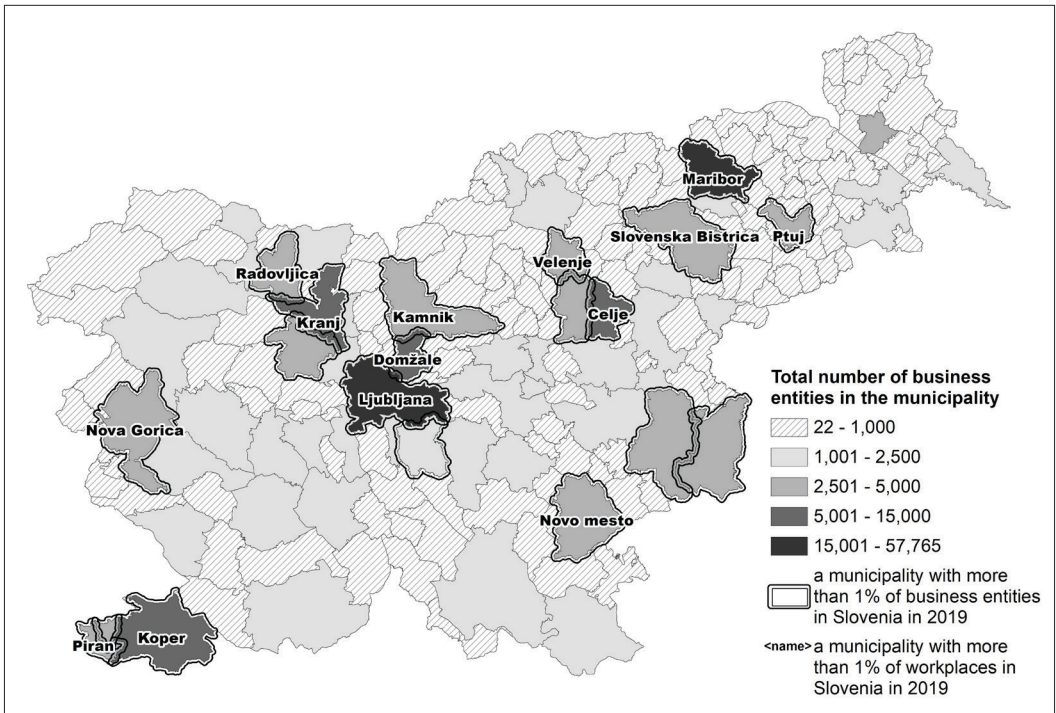 Maribor
Slovenska Bistrica
Ptuj
Velenje
Radovljica
Celje
Kranj
Kamnik
Domžale
Ljubljana
Nova Gorica
Novo mesto
Piran
Koper
Total number of business
entities in the municipality
22 - 1,000
1,001 - 2,500
2,501 - 5,000
5,001 - 15,000
15,001 - 57,765
a municipality with more
than 1% of business entities
in Slovenia in 2019
<name> a municipality with more
than 1% of workplaces in
Slovenia in 2019